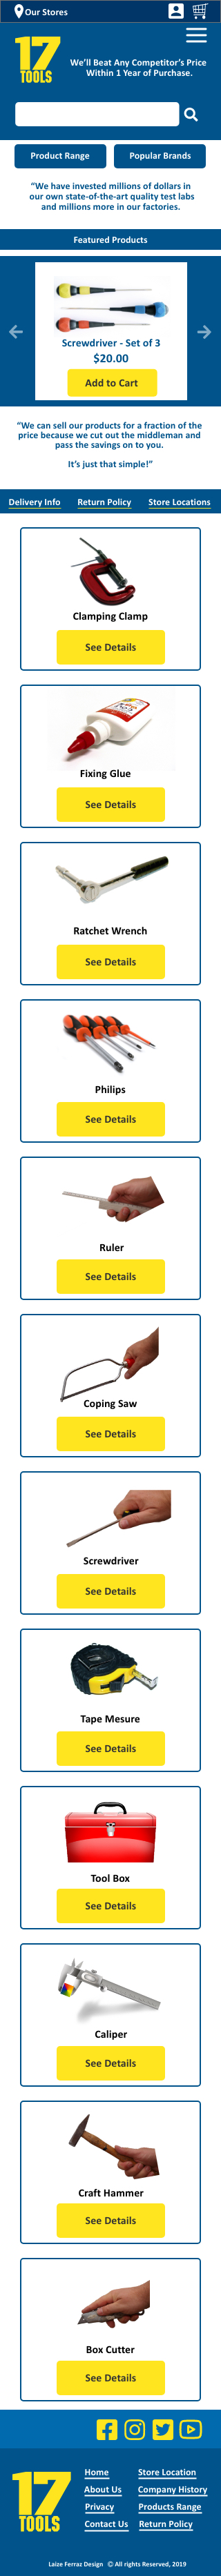 Our Stores
17
TOOLS
We'll Beat Any Competitor's Price
Within 1 Year of Purchase.
Product Range
Popular Brands
“We have invested millions of dollars in
our own state-of-the-art quality test labs
and millions more in our factories.
Featured Products
Screwdriver - Set of 3
$20.00
Add to Cart
“We can sell our products for a fraction of the
price because we cut out the middleman and
pass the savings on to you.
It’s just that simple!”
Delivery Info Return Policy Store Locations
Clamping Clamp
See Details
Fixing Glue
See Details
Ratchet Wrench
See Details
Philips
See Details
Ruler
See Details
Coping Saw
See Details
Screwdriver
See Details
Tape Mesure
See Details
Tool Box
See Details
Caliper
See Details
Craft Hammer
See Details
Box Cutter
See Details
17
TOOLS
Home Store Location
About Us Company History
Privacy Products Range
Contact Us Return Policy
Laize Ferraz Design © All rights Reserved, 2019